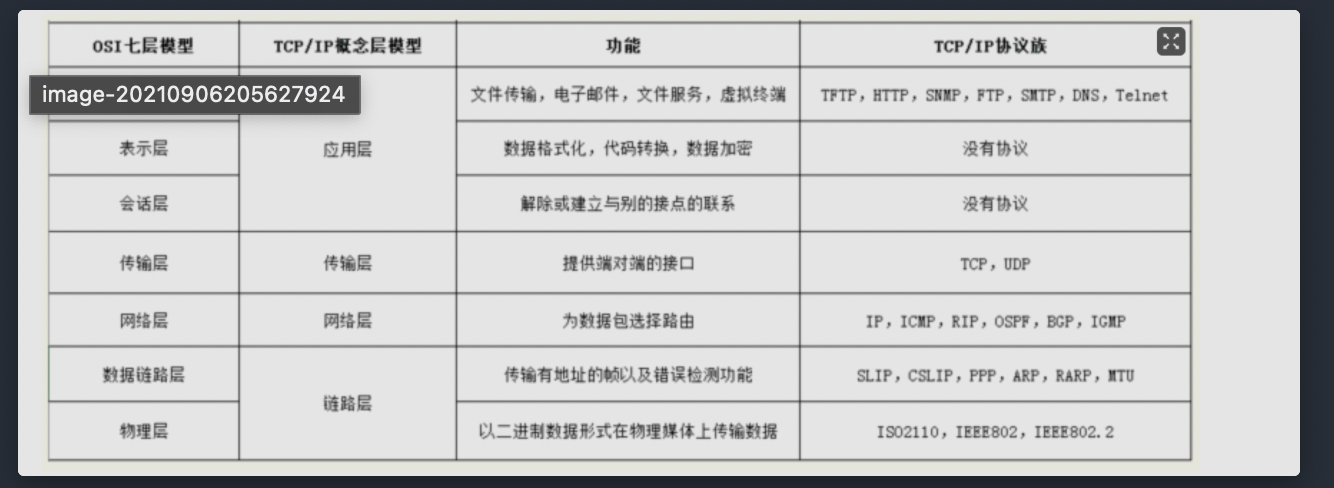 OSI七层模型 TCP/IP概念层模型 功能 TCP/IP协议族
image-20210906205627924
文件传输，电子邮件，文件服务，虚拟终端 TFTP，HTTP，SNMP，FTP，SMTP，DNS，Telnet
表示层 应用层 数据格式化，代码转换，数据加密 没有协议
会话层 解除或建立与别的接点的联系 没有协议
传输层 传输层 提供端对端的接口 TCP，UDP
网络层 网络层 为数据包选择路由 IP，ICMP，RIP，OSPF，BGP，IGMP
数据链路层 传输有地址的帧以及错误检测功能 SLIP，CSLIP，PPP，ARP，RARP，MTU
链路层
物理层 以二进制数据形式在物理媒体上传输数据 ISO2110，IEEE802，IEEE802.2